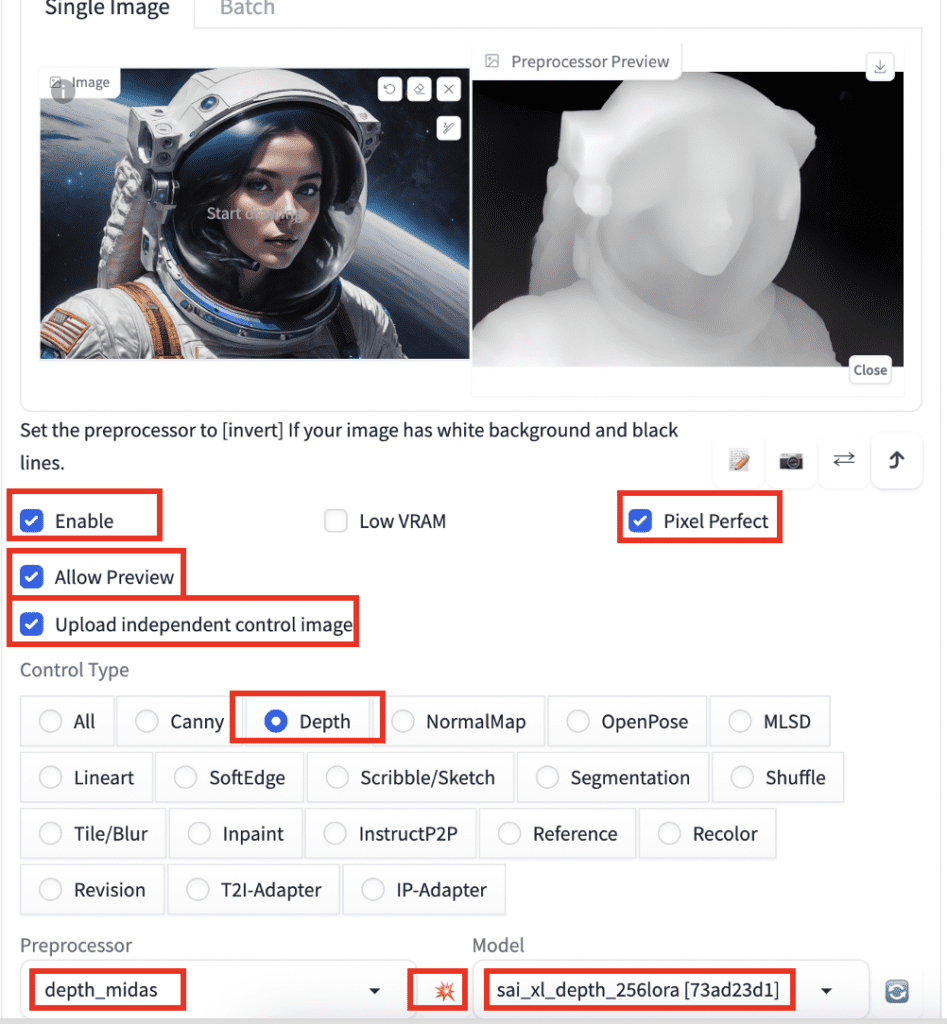 Single Image
Batch
Image
Start drawing
Preprocessor Preview
Close
Set the preprocessor to [invert] If your image has white background and black
lines.
Enable
Low VRAM
Pixel Perfect
Allow Preview
Upload independent control image
Control Type
All
Canny
Depth
NormalMap
OpenPose
MLSD
Lineart
SoftEdge
Scribble/Sketch
Segmentation
Shuffle
Tile/Blur
Inpaint
InstructP2P
Reference
Recolor
Revision
T2I-Adapter
IP-Adapter
Preprocessor
Model
depth_midas
sai_xl_depth_256lora [73ad23d1]